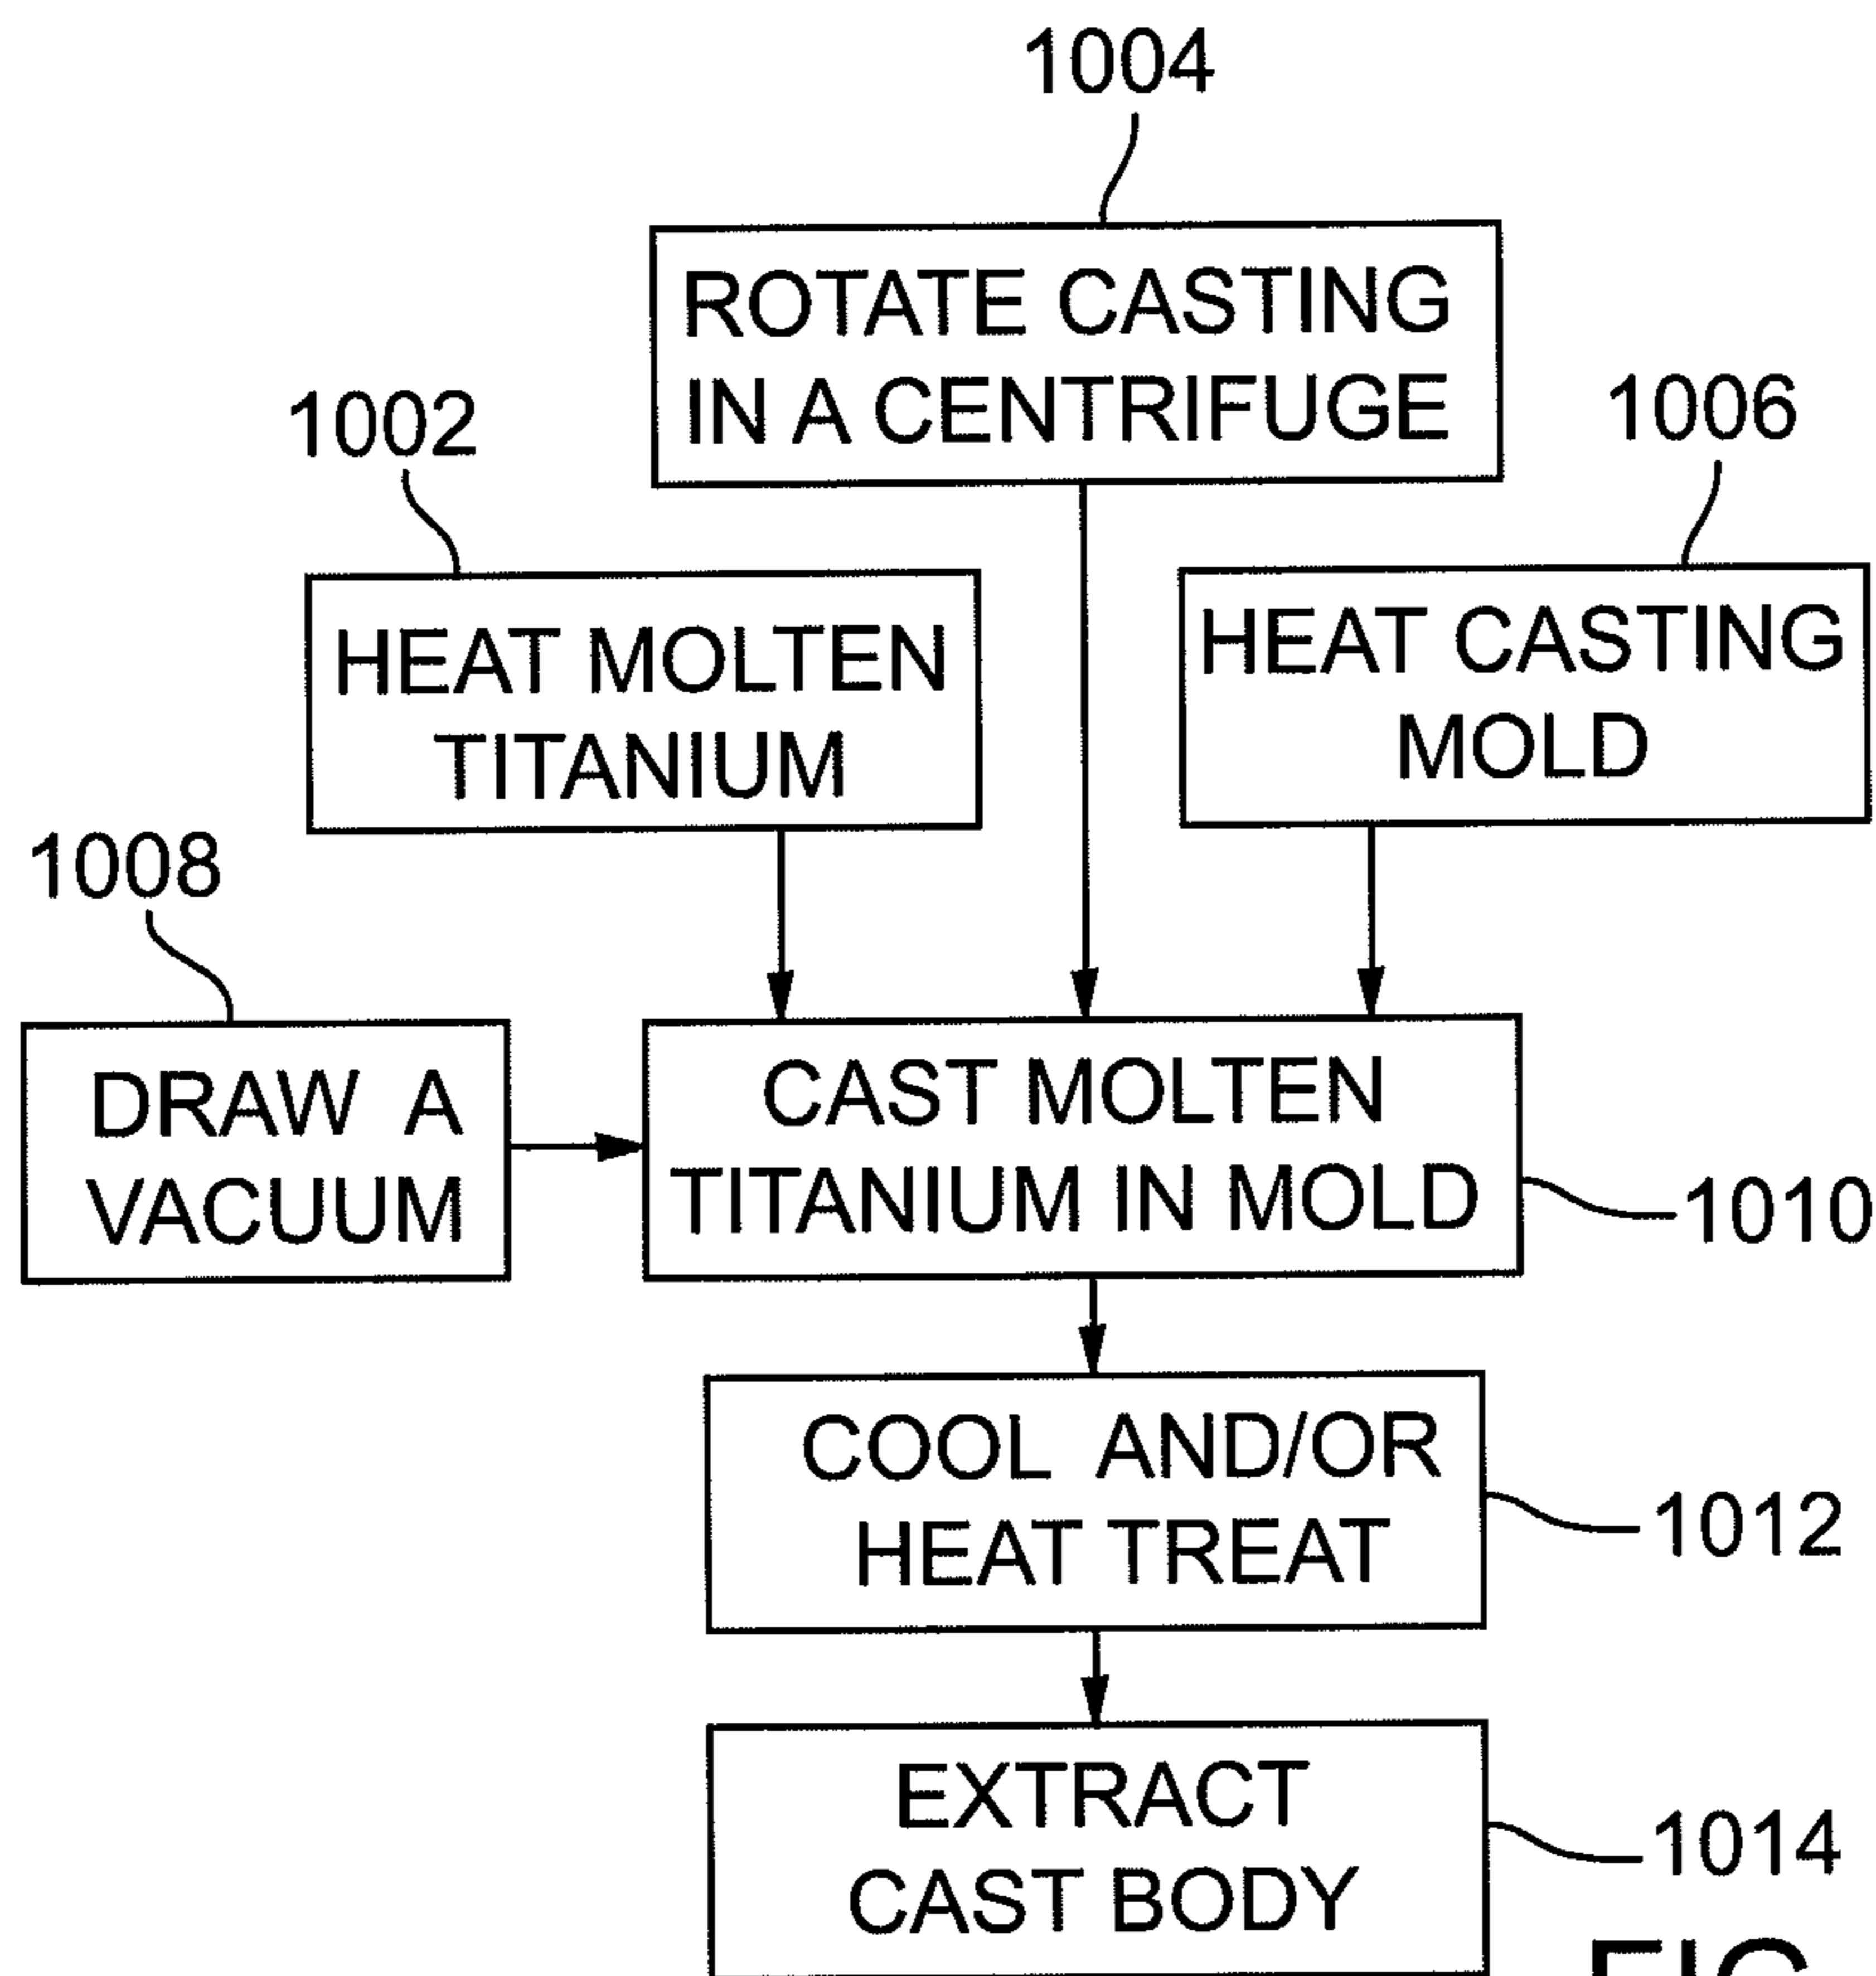 1004
ROTATE CASTING
IN A CENTRIFUGE
1002
1006
HEAT MOLTEN
TITANIUM
HEAT CASTING
MOLD
1008
DRAW A
VACUUM
CAST MOLTEN
TITANIUM IN MOLD
1010
COOL AND/OR
HEAT TREAT
1012
EXTRACT
CAST BODY
1014